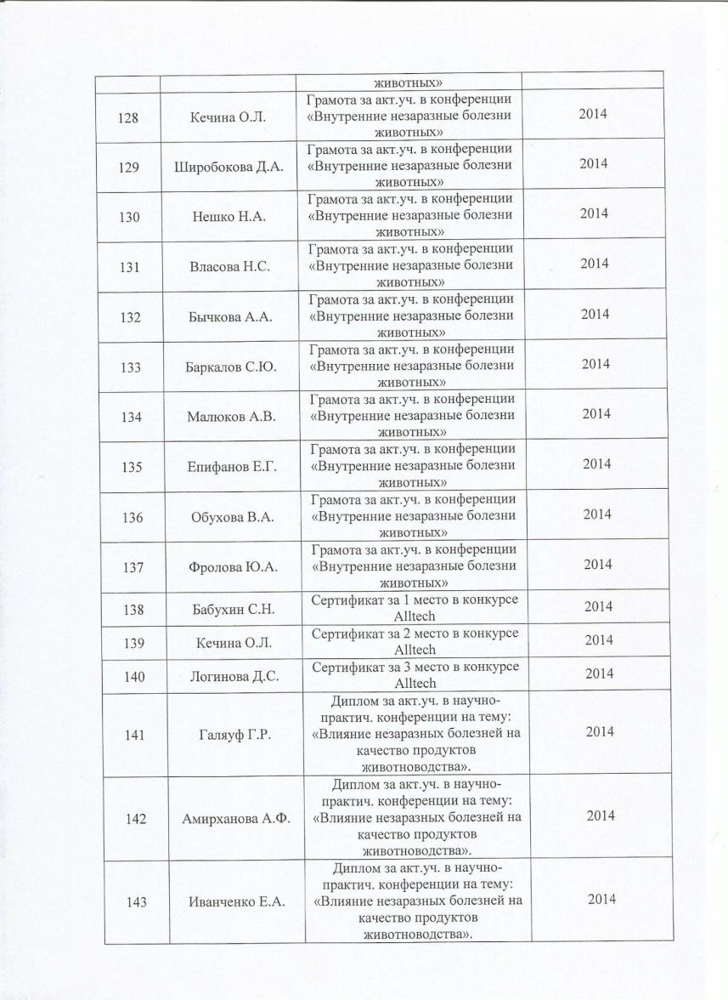 животных»
128 Кечина О.Л. Грамота за акт.уч. в конференции
«Внутренние незаразные болезни
животных» 2014
129 Широбокова Д.А. Грамота за акт.уч. в конференции
«Внутренние незаразные болезни
животных» 2014
130 Нешко Н.А. Грамота за акт.уч. в конференции
«Внутренние незаразные болезни
животных» 2014
131 Власова Н.С. Грамота за акт.уч. в конференции
«Внутренние незаразные болезни
животных» 2014
132 Бычкова А.А. Грамота за акт.уч. в конференции
«Внутренние незаразные болезни
животных» 2014
133 Баркалов С.Ю. Грамота за акт.уч. в конференции
«Внутренние незаразные болезни
животных» 2014
134 Малюков А.В. Грамота за акт.уч. в конференции
«Внутренние незаразные болезни
животных» 2014
135 Епифанов Е.Г. Грамота за акт.уч. в конференции
«Внутренние незаразные болезни
животных» 2014
136 Обухова В.А. Грамота за акт.уч. в конференции
«Внутренние незаразные болезни
животных» 2014
137 Фролова Ю.А. Грамота за акт.уч. в конференции
«Внутренние незаразные болезни
животных» 2014
138 Бабухин С.Н. Сертификат за 1 место в конкурсе
Alltech 2014
139 Кечина О.Л. Сертификат за 2 место в конкурсе
Alltech 2014
140 Логинова Д.С. Сертификат за 3 место в конкурсе
Alltech 2014
141 Галяуф Г.Р. Диплом за акт.уч. в научно-
практич. конференции на тему:
«Влияние незаразных болезней на
качество продуктов
животноводства». 2014
142 Амирханова А.Ф. Диплом за акт.уч. в научно-
практич. конференции на тему:
«Влияние незаразных болезней на
качество продуктов
животноводства». 2014
143 Иванченко Е.А. Диплом за акт.уч. в научно-
практич. конференции на тему:
«Влияние незаразных болезней на
качество продуктов
животноводства». 2014